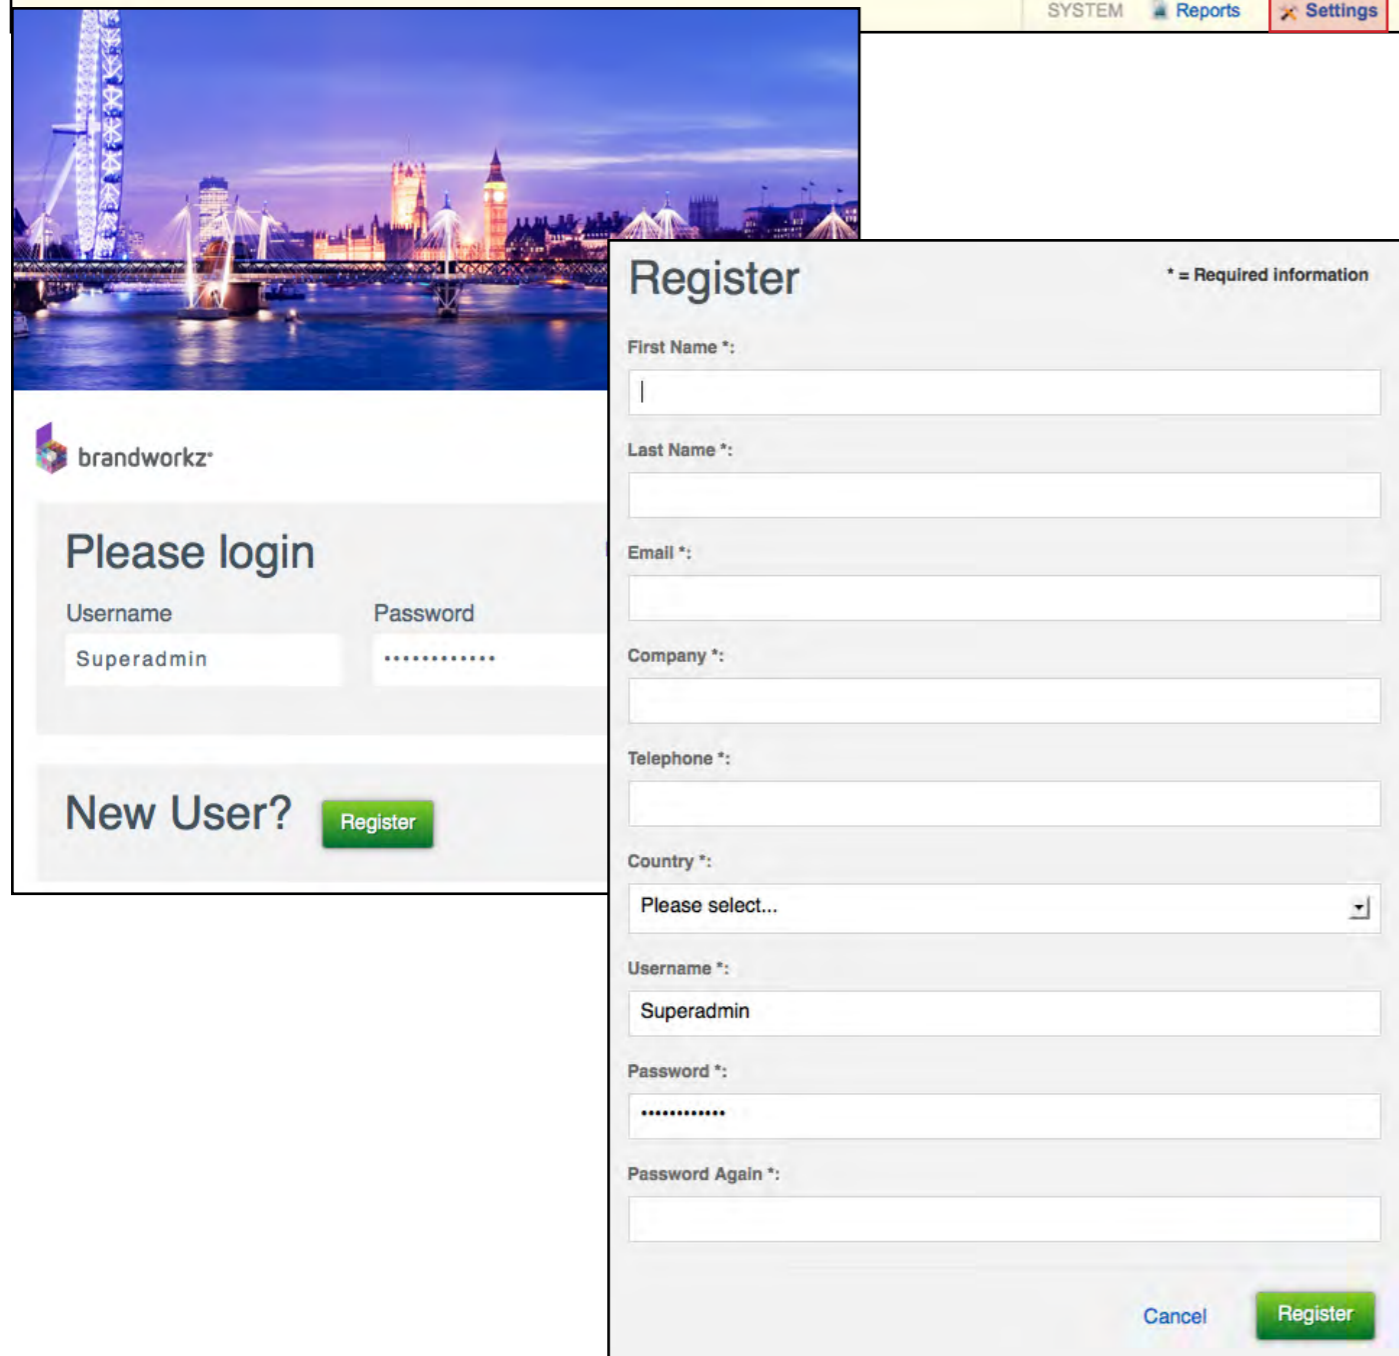 SYSTEM Reports Settings
brandworkz
Please login
Username Password
Superadmin ••••••••••••
New User? Register
Register * = Required information
First Name *:
Last Name *:
Email *:
Company *:
Telephone *:
Country *:
Please select...
Username *:
Superadmin
Password *:
••••••••••••
Password Again *:
Cancel Register